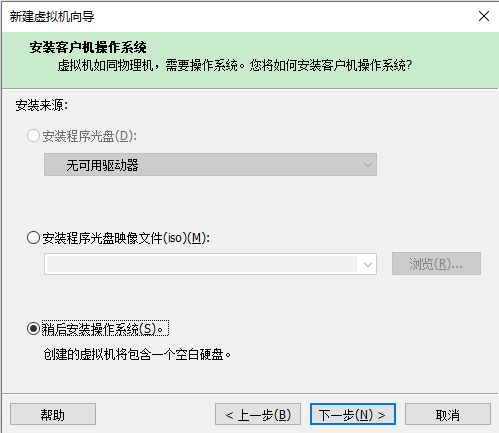 新建虚拟机向导
安装客户机操作系统
虚拟机如同物理机，需要操作系统。您将如何安装客户机操作系统?
安装来源:
安装程序光盘(D):
无可用驱动器
安装程序光盘映像文件(iso)(M):
浏览(R)...
稍后安装操作系统(S)。
创建的虚拟机将包含一个空白硬盘。
帮助
< 上一步(B)
下一步(N) >
取消